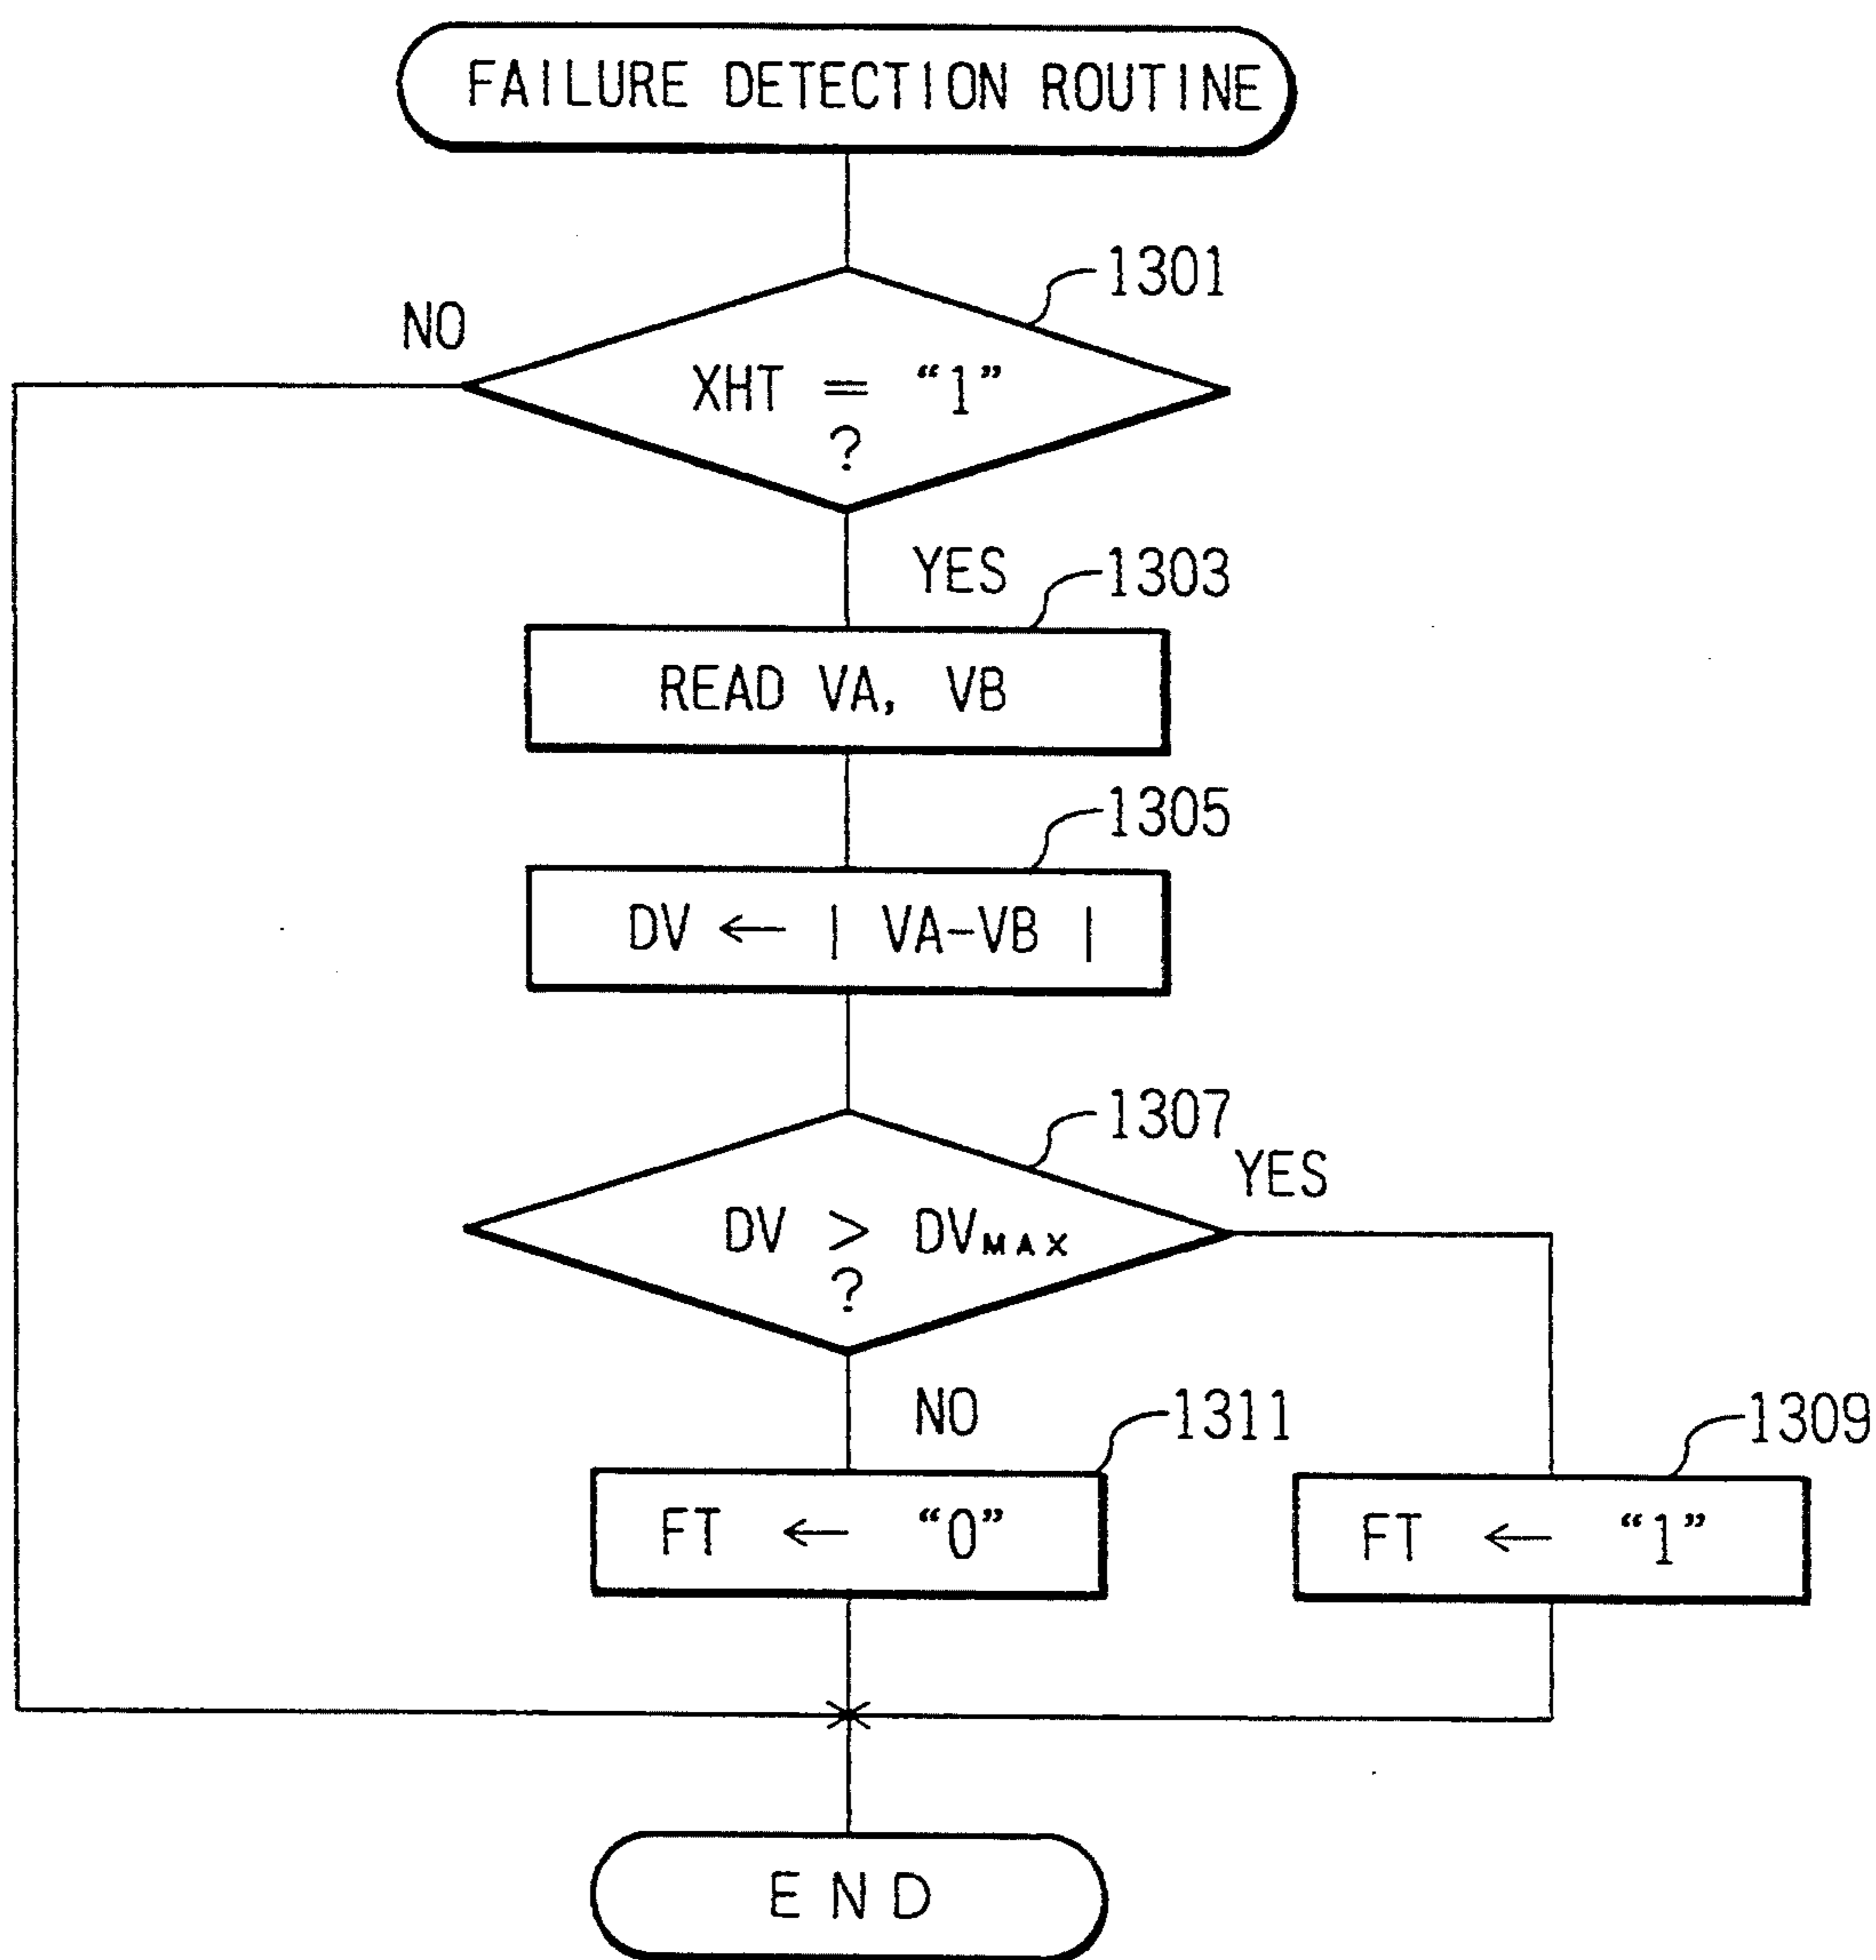 FAILURE DETECTION ROUTINE
1301
NO
XHT = “1”
?
YES
1303
READ VA, VB
1305
DV ← | VA-VB |
1307
YES
DV > DVMAX
?
NO
1311
1309
FT ← “0”
FT ← “1”
END